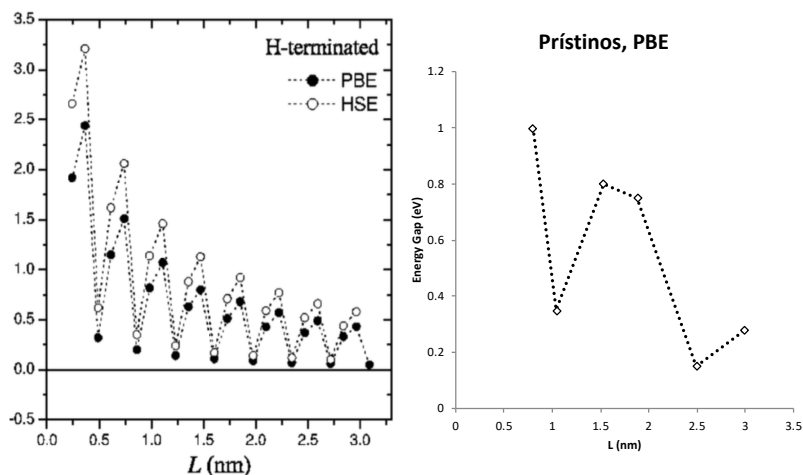 3.5
3.0
2.5
2.0
1.5
1.0
0.5
0.0
-0.5
H-terminated
PBE
HSE
0.0 0.5 1.0 1.5 2.0 2.5 3.0
L (nm)
Prístinos, PBE
1.2
1
0.8
0.6
0.4
0.2
0
Energy Gap (eV)
0 0.5 1 1.5 2 2.5 3 3.5
L (nm)